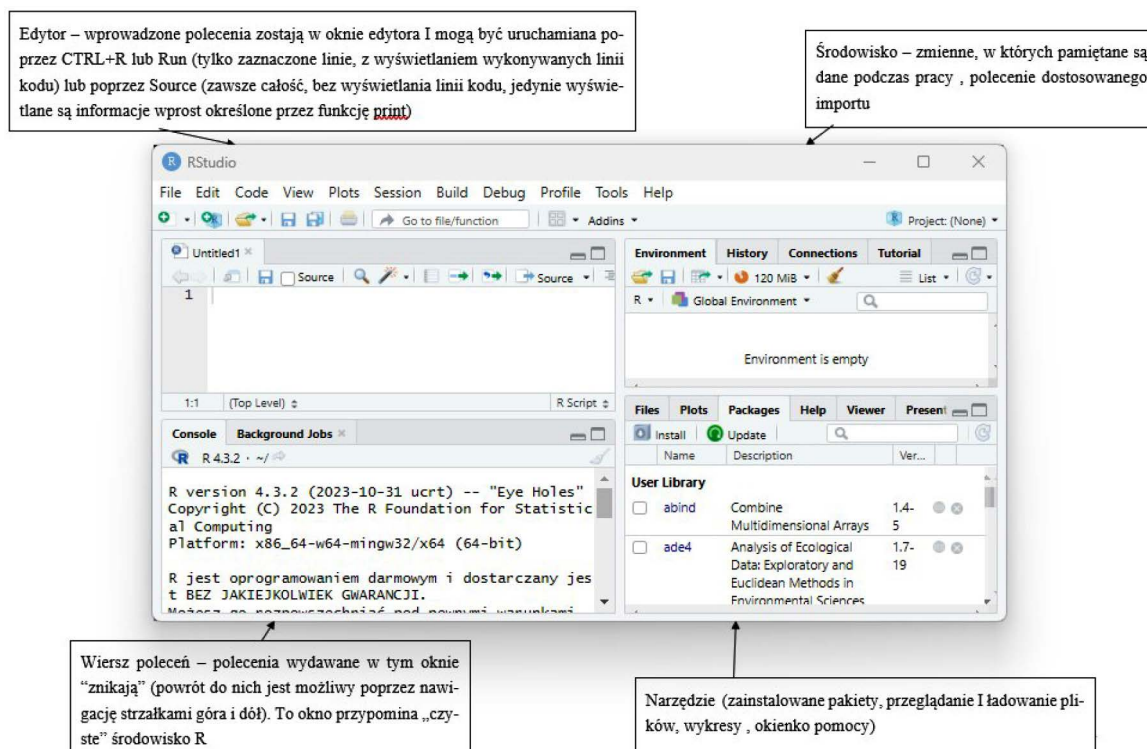 Edytor – wprowadzone polecenia zostają w oknie edytora I mogą być uruchamiana po-
przez CTRL+R lub Run (tylko zaznaczone linie, z wyświetlaniem wykonywanych linii
kodu) lub poprzez Source (zawsze całość, bez wyświetlania linii kodu, jedynie wyświe-
tlane są informacje wprost określone przez funkcję print)
Środowisko – zmienne, w których pamiętane są
dane podczas pracy , polecenie dostosowanego
importu
RStudio
File Edit Code View Plots Session Build Debug Profile Tools Help
Go to file/function Addins Project: (None)
Untitled1
Source Source
1
1:1 (Top Level) R Script
Console Background Jobs
R 4.3.2 · ~/
R version 4.3.2 (2023-10-31 ucrt) -- "Eye Holes"
Copyright (C) 2023 The R Foundation for Statistic
al Computing
Platform: x86_64-w64-mingw32/x64 (64-bit)
R jest oprogramowaniem darmowym i dostarczany jes
t BEZ JAKIEJKOLWIEK GWARANCJI.
Możesz go rozpowszechniać pod pewnymi warunkami
Environment History Connections Tutorial
120 MiB List
R Global Environment
Environment is empty
Files Plots Packages Help Viewer Present
Install Update
Name Description Ver...
User Library
abind Combine 1.4-
Multidimensional Arrays 5
ade4 Analysis of Ecological 1.7-
Data: Exploratory and 19
Euclidean Methods in
Environmental Sciences
Wiersz poleceń – polecenia wydawane w tym oknie
“znikają” (powrót do nich jest możliwy poprzez nawi-
gację strzałkami góra i dół). To okno przypomina „czy-
ste” środowisko R
Narzędzie (zainstalowane pakiety, przeglądanie I ładowanie pli-
ków, wykresy , okienko pomocy)